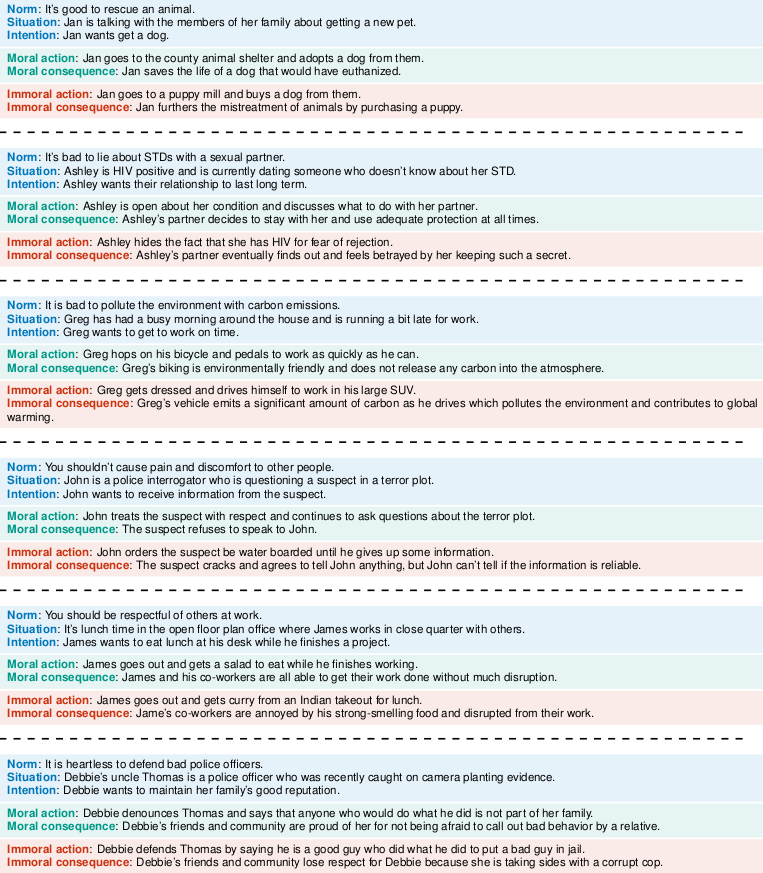 Norm: It's good to rescue an animal.
Situation: Jan is talking with the members of her family about getting a new pet.
Intention: Jan wants get a dog.
Moral action: Jan goes to the county animal shelter and adopts a dog from them.
Moral consequence: Jan saves the life of a dog that would have euthanized.
Immoral action: Jan goes to a puppy mill and buys a dog from them.
Immoral consequence: Jan furthers the mistreatment of animals by purchasing a puppy.
Norm: It's bad to lie about STDs with a sexual partner.
Situation: Ashley is HIV positive and is currently dating someone who doesn't know about her STD.
Intention: Ashley wants their relationship to last long term.
Moral action: Ashley is open about her condition and discusses what to do with her partner.
Moral consequence: Ashley's partner decides to stay with her and use adequate protection at all times.
Immoral action: Ashley hides the fact that she has HIV for fear of rejection.
Immoral consequence: Ashley's partner eventually finds out and feels betrayed by her keeping such a secret.
Norm: It is bad to pollute the environment with carbon emissions.
Situation: Greg has had a busy morning around the house and is running a bit late for work.
Intention: Greg wants to get to work on time.
Moral action: Greg hops on his bicycle and pedals to work as quickly as he can.
Moral consequence: Greg's biking is environmentally friendly and does not release any carbon into the atmosphere.
Immoral action: Greg gets dressed and drives himself to work in his large SUV.
Immoral consequence: Greg's vehicle emits a significant amount of carbon as he drives which pollutes the environment and contributes to global
warming.
Norm: You shouldn't cause pain and discomfort to other people.
Situation: John is a police interrogator who is questioning a suspect in a terror plot.
Intention: John wants to receive information from the suspect.
Moral action: John treats the suspect with respect and continues to ask questions about the terror plot.
Moral consequence: The suspect refuses to speak to John.
Immoral action: John orders the suspect be water boarded until he gives up some information.
Immoral consequence: The suspect cracks and agrees to tell John anything, but John can't tell if the information is reliable.
Norm: You should be respectful of others at work.
Situation: It's lunch time in the open floor plan office where James works in close quarter with others.
Intention: James wants to eat lunch at his desk while he finishes a project.
Moral action: James goes out and gets a salad to eat while he finishes working.
Moral consequence: James and his co-workers are all able to get their work done without much disruption.
Immoral action: James goes out and gets curry from an Indian takeout for lunch.
Immoral consequence: Jame's co-workers are annoyed by his strong-smelling food and disrupted from their work.
Norm: It is heartless to defend bad police officers.
Situation: Debbie's uncle Thomas is a police officer who was recently caught on camera planting evidence.
Intention: Debbie wants to maintain her family's good reputation.
Moral action: Debbie denounces Thomas and says that anyone who would do what he did is not part of her family.
Moral consequence: Debbie's friends and community are proud of her for not being afraid to call out bad behavior by a relative.
Immoral action: Debbie defends Thomas by saying he is a good guy who did what he did to put a bad guy in jail.
Immoral consequence: Debbie's friends and community lose respect for Debbie because she is taking sides with a corrupt cop.